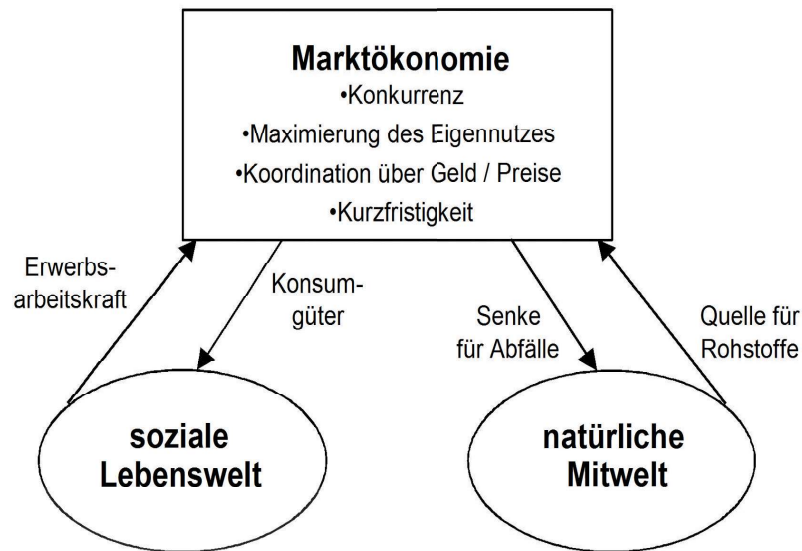 Marktökonomie
•Konkurrenz
•Maximierung des Eigennutzes
•Koordination über Geld / Preise
•Kurzfristigkeit
Erwerbs-
arbeitskraft
Konsum-
güter
Senke
für Abfälle
Quelle für
Rohstoffe
soziale
Lebenswelt
natürliche
Mitwelt